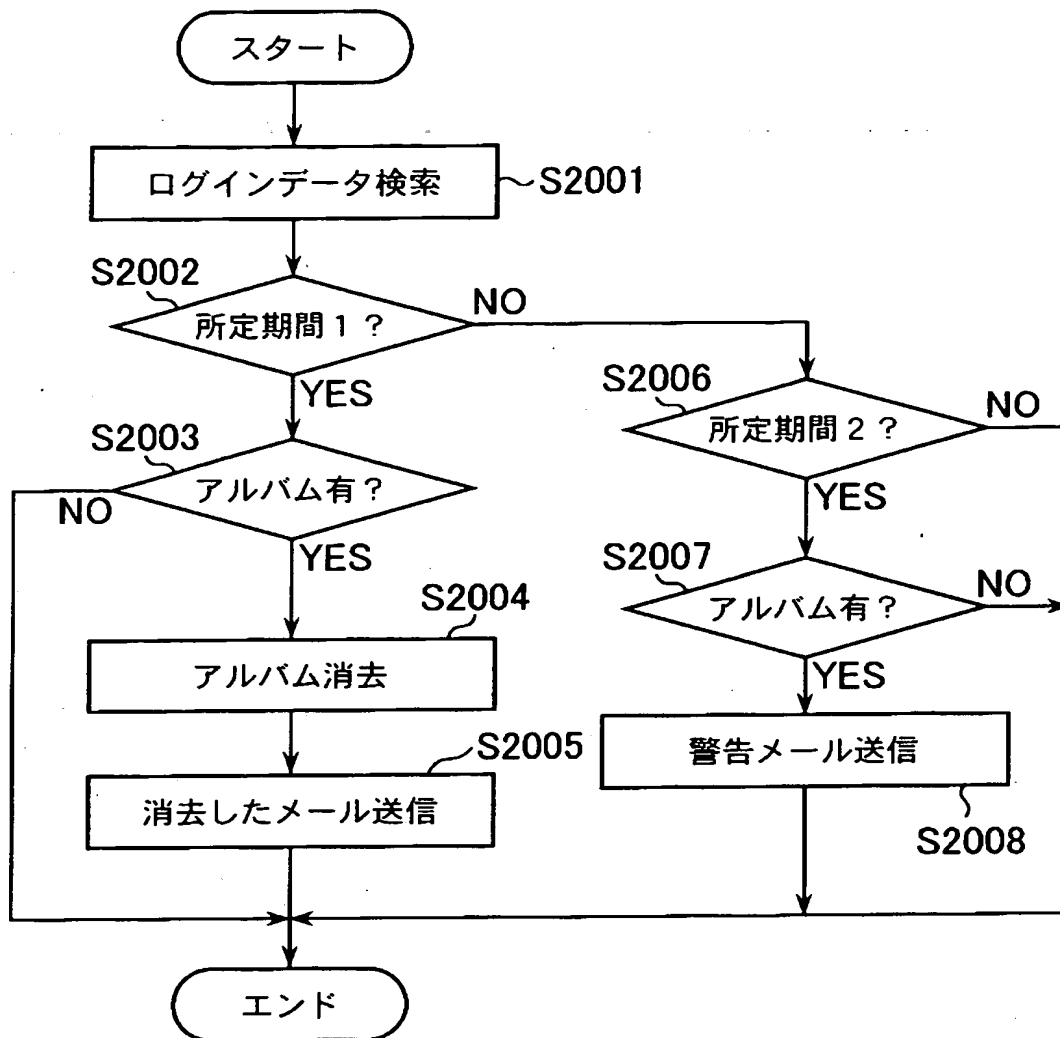 スタート
ログインデータ検索
S2001
S2002
所定期間1?
NO
YES
S2003
アルバム有?
NO
YES
S2004
アルバム消去
S2005
消去したメール送信
S2006
所定期間2?
NO
YES
S2007
アルバム有?
NO
YES
警告メール送信
S2008
エンド